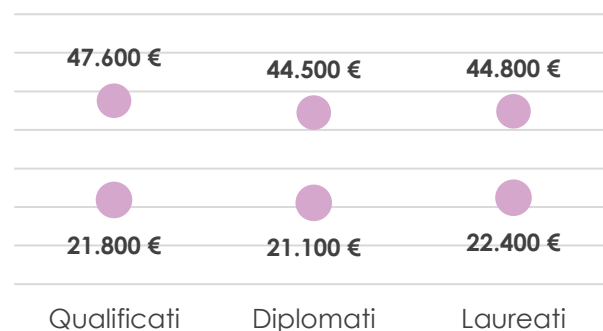 47.600 €
44.500 €
44.800 €
21.800 €
21.100 €
22.400 €
Qualificati
Diplomati
Laureati